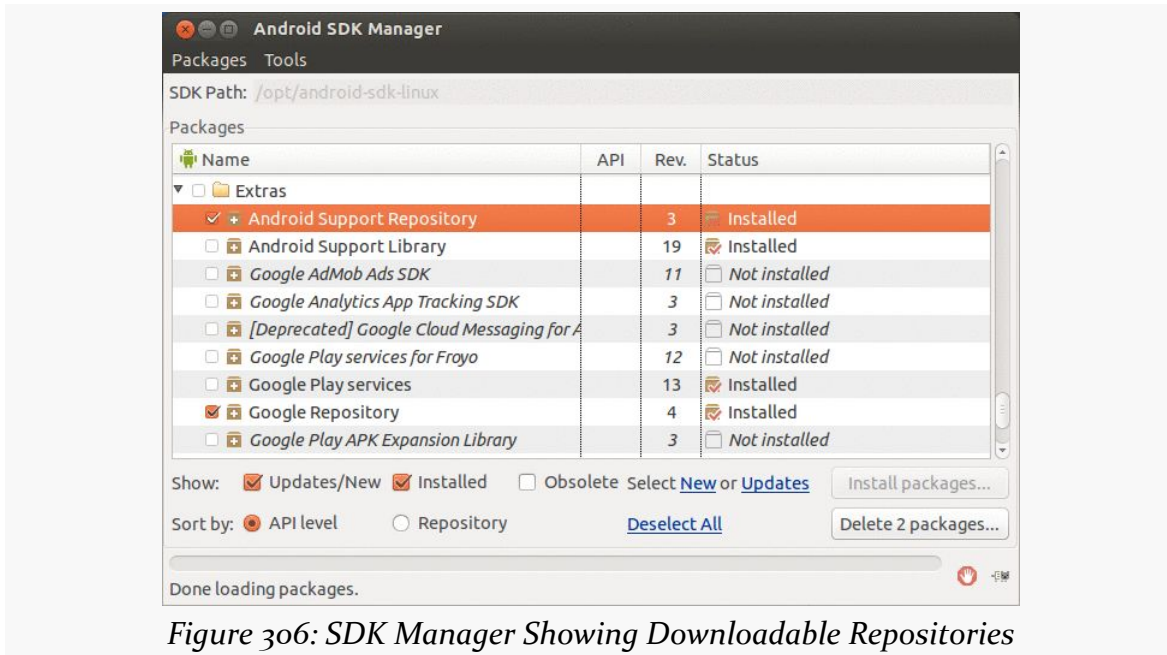 Android SDK Manager
Packages Tools
SDK Path: /opt/android-sdk-linux
Packages
Name API Rev. Status
Extras
Android Support Repository 3 Installed
Android Support Library 19 Installed
Google AdMob Ads SDK 11 Not installed
Google Analytics App Tracking SDK 3 Not installed
[Deprecated] Google Cloud Messaging for A 3 Not installed
Google Play services for Froyo 12 Not installed
Google Play services 13 Installed
Google Repository 4 Installed
Google Play APK Expansion Library 3 Not installed
Show: Updates/New Installed Obsolete Select New or Updates Install packages...
Sort by: API level Repository Deselect All Delete 2 packages...
Done loading packages.
Figure 306: SDK Manager Showing Downloadable Repositories